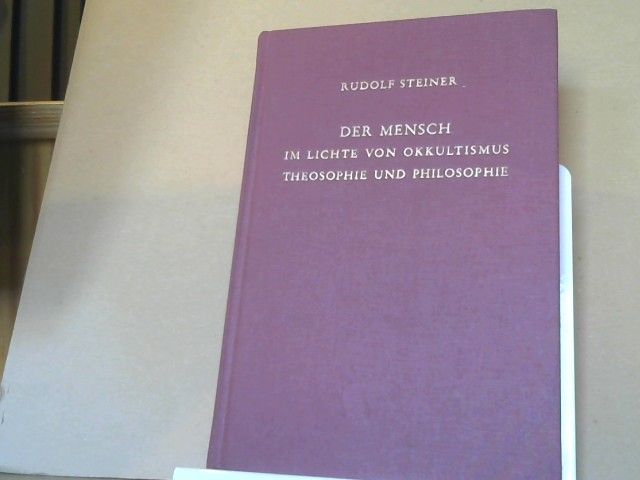 RUDOLF STEINER
DER MENSCH
IM LICHTE VON OKKULTISMUS
THEOSOPHIE UND PHILOSOPHIE